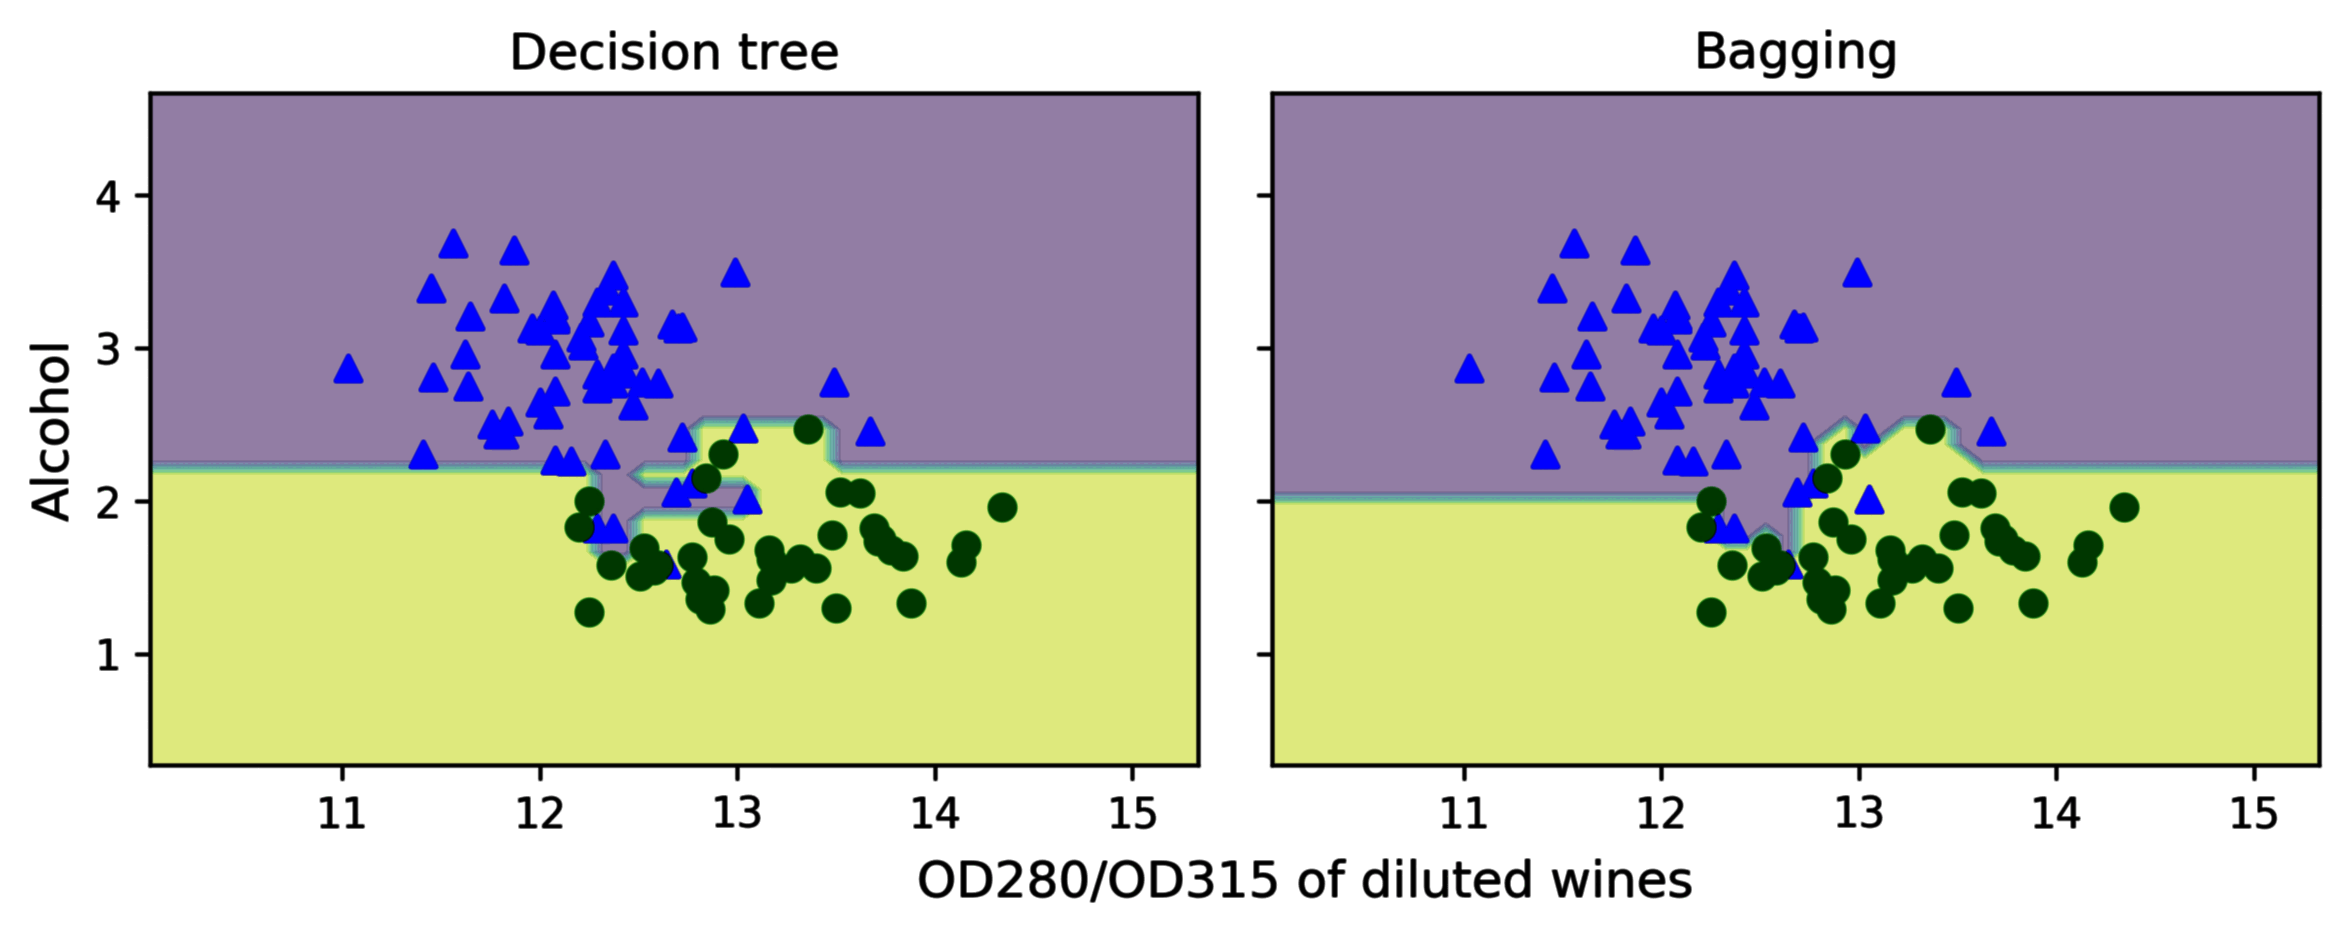 Decision tree
Bagging
Alcohol
4
3
2
1
11 12 13 14 15
11 12 13 14 15
OD280/OD315 of diluted wines